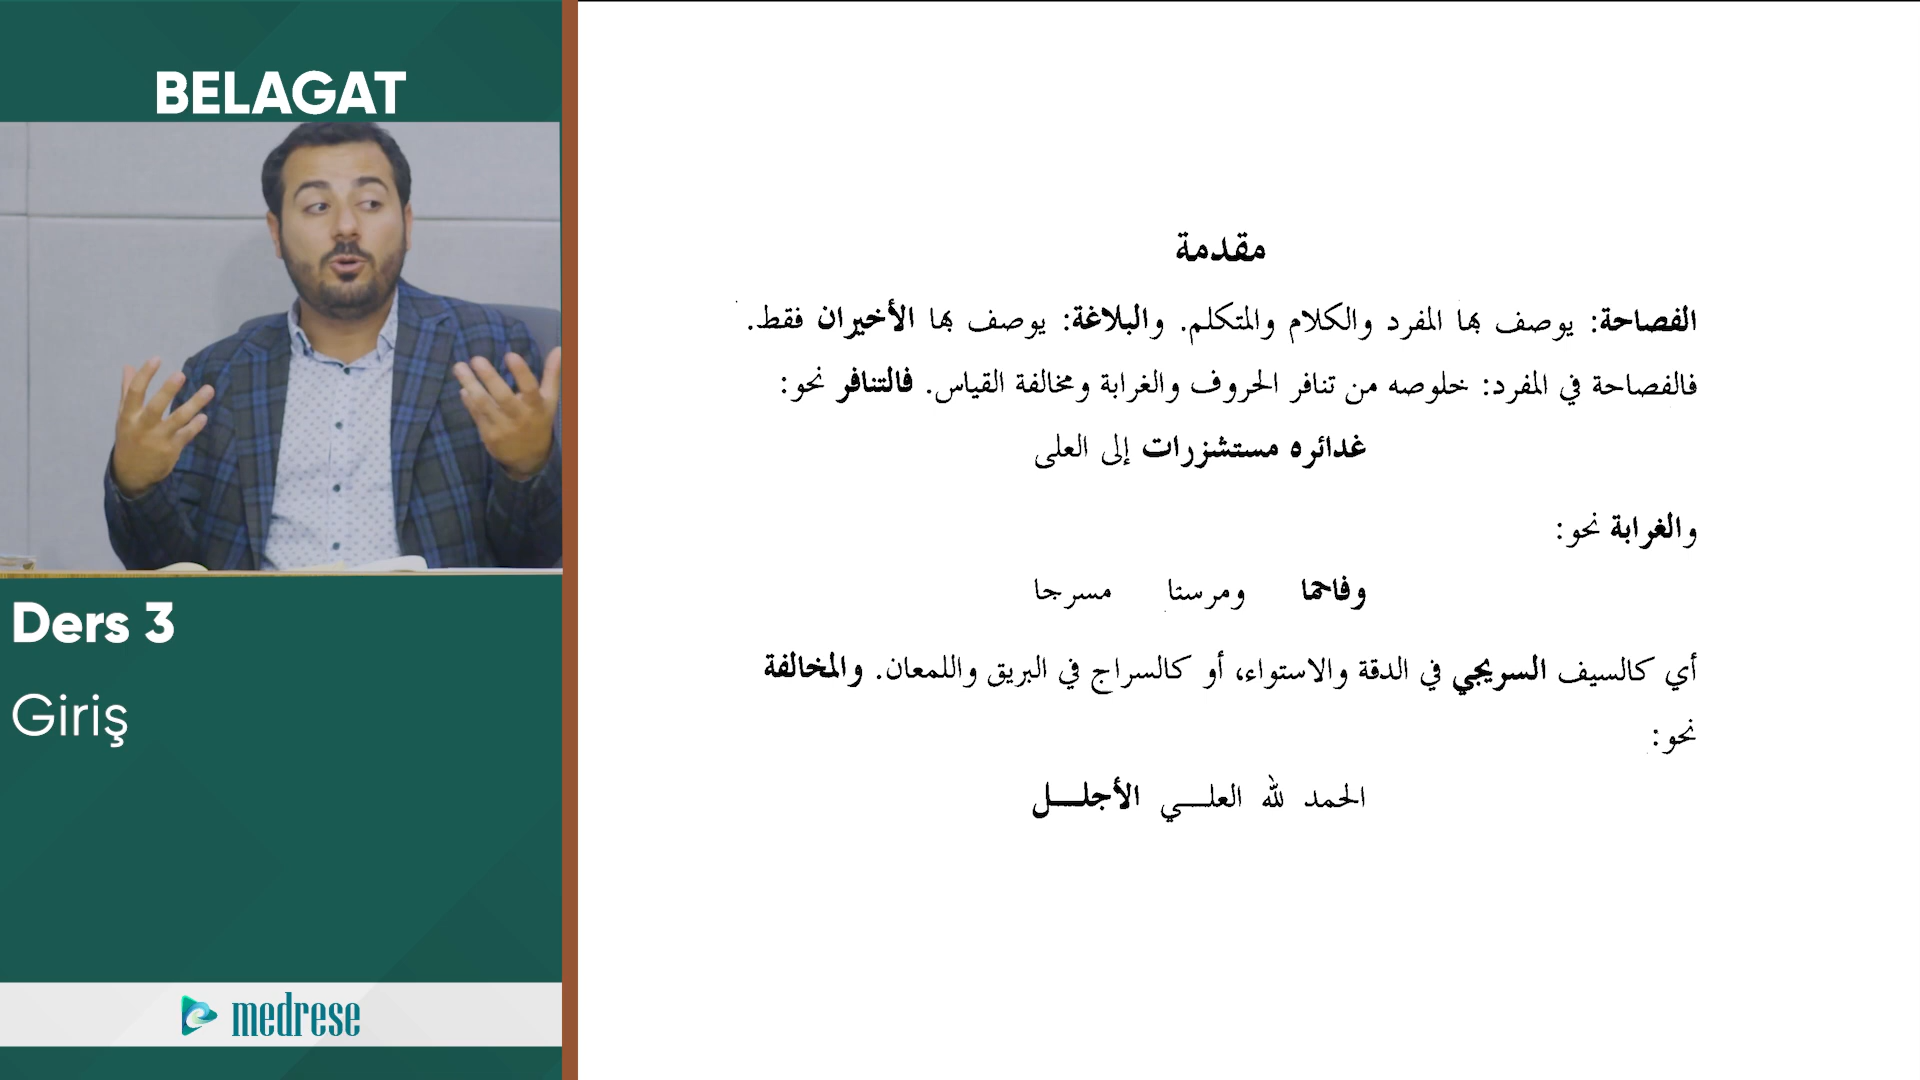 BELAGAT
Ders 3
Giriş
medrese
مقدمة
الفصاحة: يوصف بها المفرد والكلام والمتكلم. والبلاغة: يوصف بها الأخيران فقط.
فالفصاحة في المفرد: خلوصه من تنافر الحروف والغرابة ومخالفة القياس. فالتنافر نحو:
غدائره مستشزرات إلى العلى
والغرابة نحو:
وفاحما ومرسنا مسرجا
أي كالسيف السريجي في الدقة والاستواء، أو كالسراج في البريق واللمعان. والمخالفة
نحو:
الحمد لله العلـــي الأجلـــل